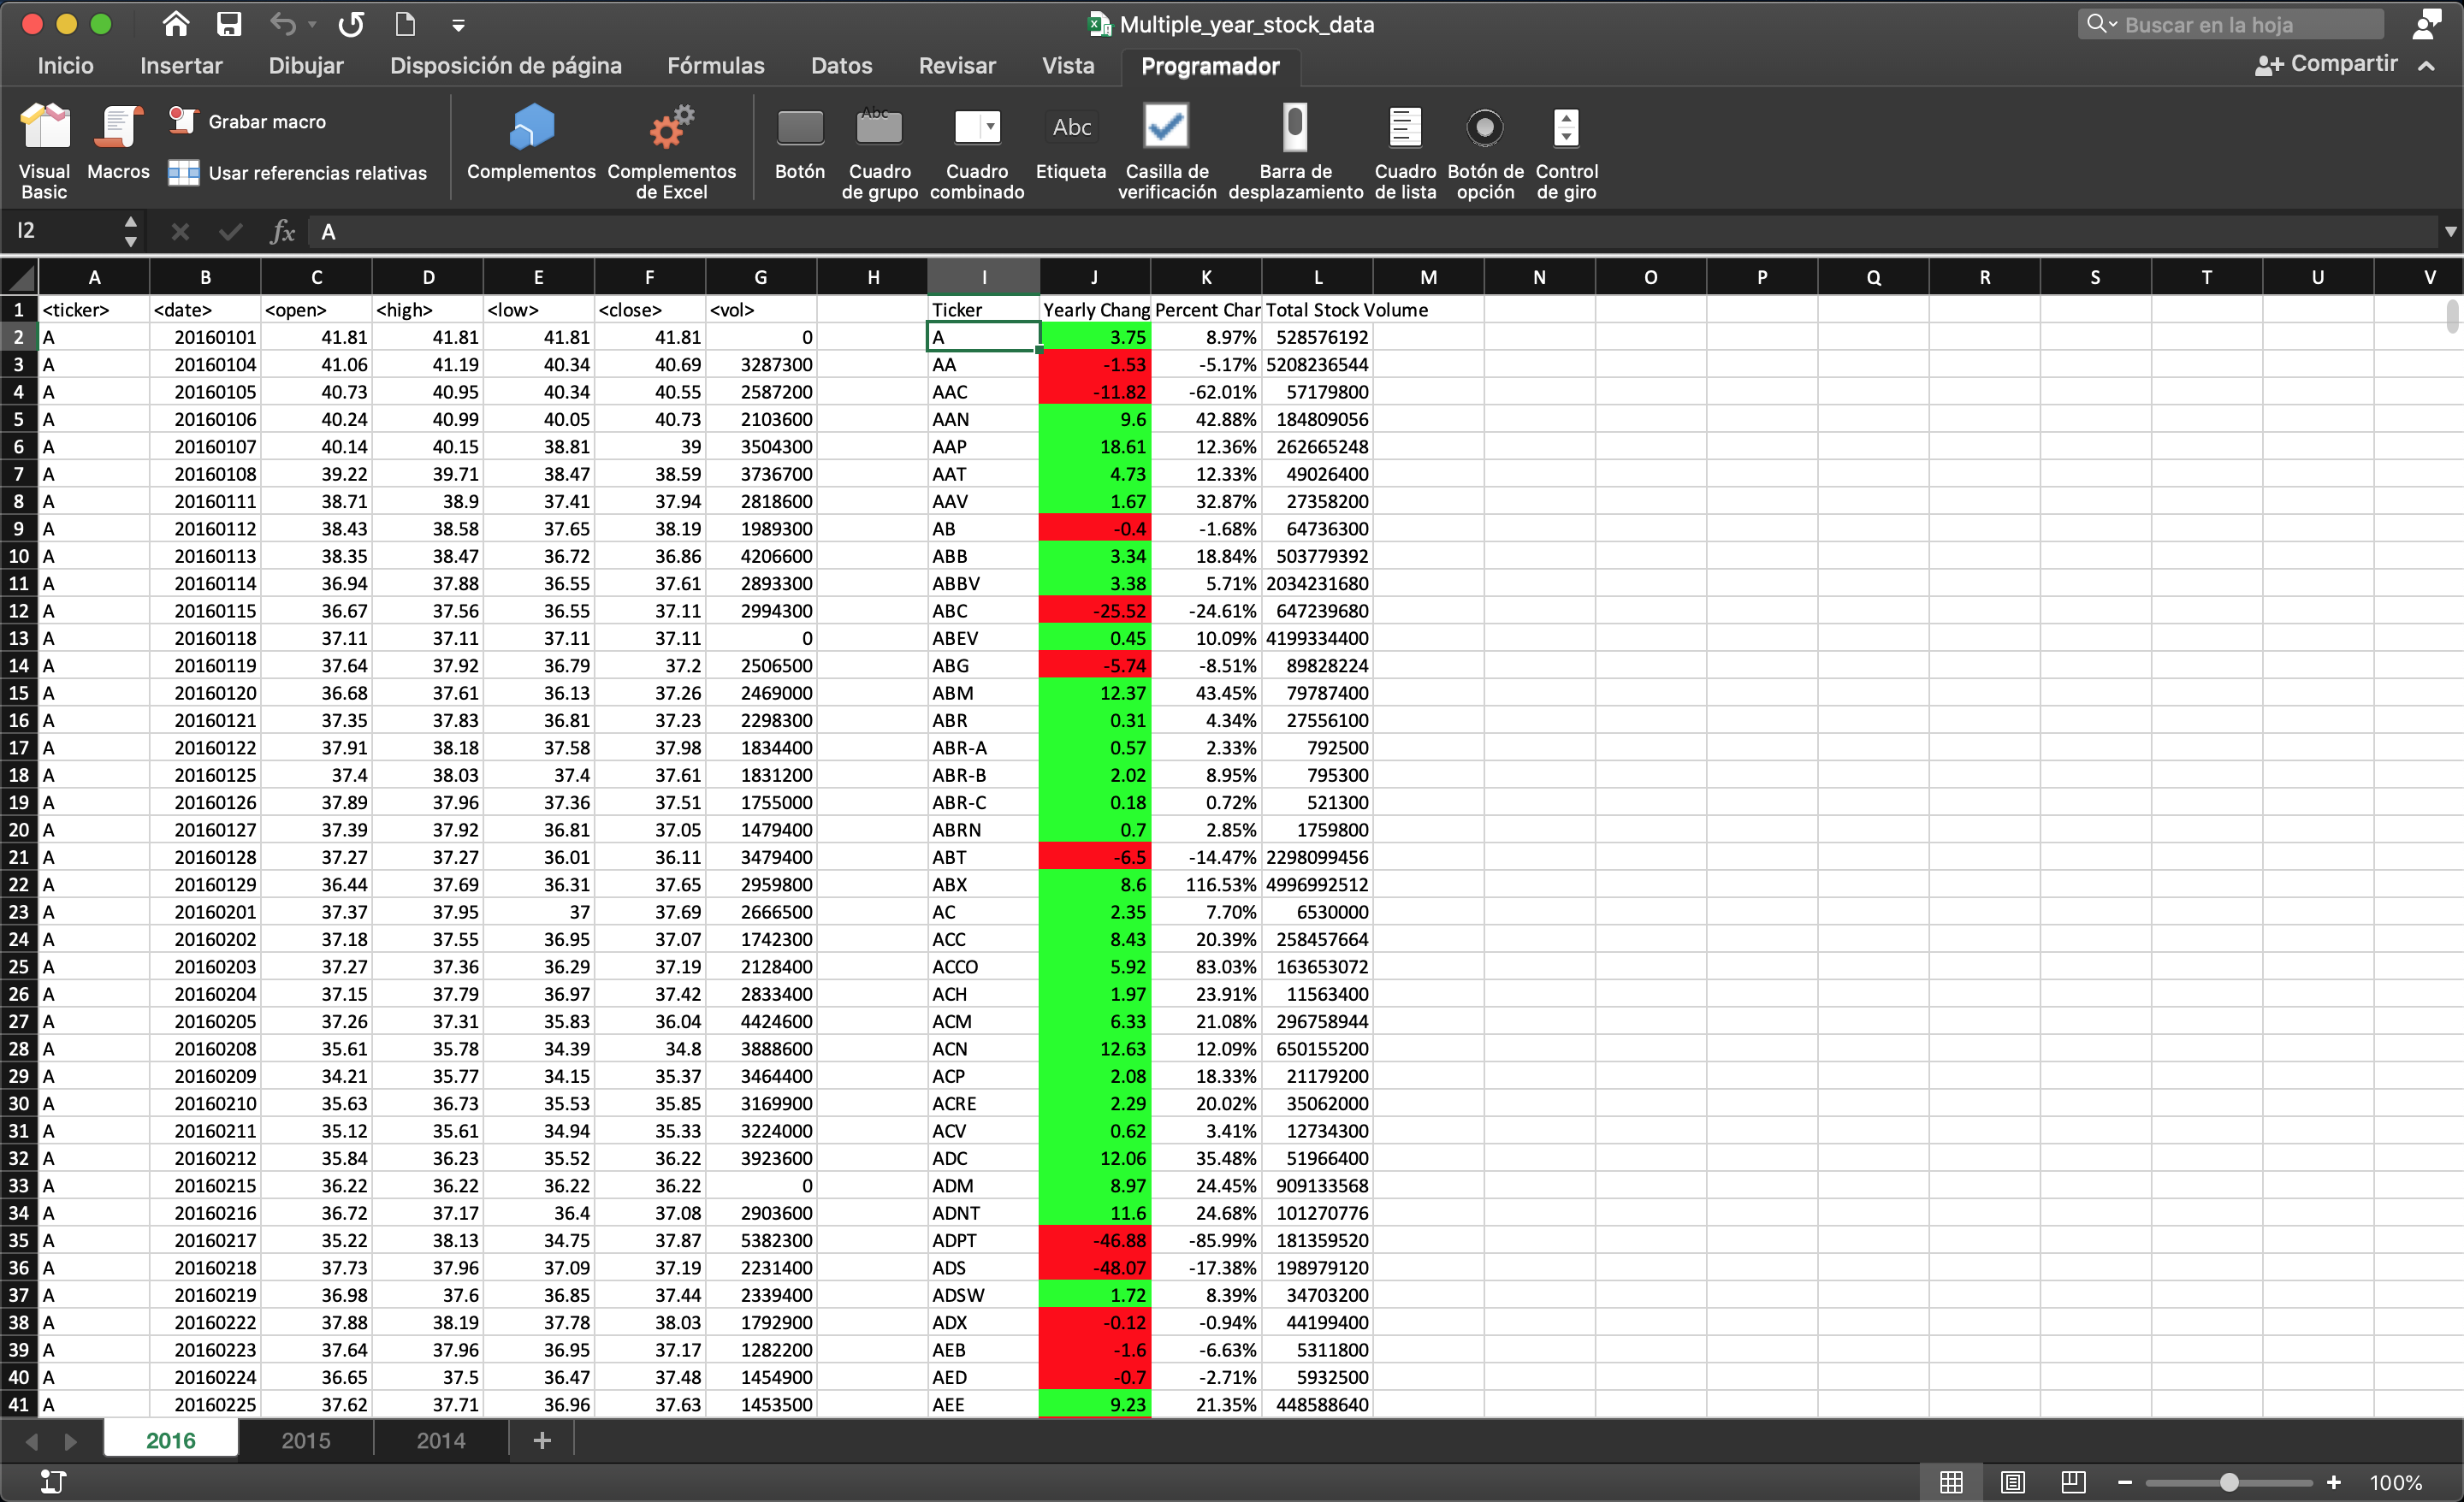 Multiple_year_stock_data
Buscar en la hoja
Inicio Insertar Dibujar Disposición de página Fórmulas Datos Revisar Vista Programador Compartir
Visual Basic Macros Grabar macro
Usar referencias relativas
Complementos Complementos de Excel
Botón Abc Cuadro de grupo Cuadro combinado Abc Etiqueta Casilla de verificación Barra de desplazamiento Cuadro de lista Botón de opción Control de giro
I2 fx A
A B C D E F G H I J K L M N O P Q R S T U V
1 <ticker> <date> <open> <high> <low> <close> <vol> Ticker Yearly Chang Percent Char Total Stock Volume
2 A 20160101 41.81 41.81 41.81 41.81 0 A 3.75 8.97% 528576192
3 A 20160104 41.06 41.19 40.34 40.69 3287300 AA -1.53 -5.17% 5208236544
4 A 20160105 40.73 40.95 40.34 40.55 2587200 AAC -11.82 -62.01% 57179800
5 A 20160106 40.24 40.99 40.05 40.73 2103600 AAN 9.6 42.88% 184809056
6 A 20160107 40.14 40.15 38.81 39 3504300 AAP 18.61 12.36% 262665248
7 A 20160108 39.22 39.71 38.47 38.59 3736700 AAT 4.73 12.33% 49026400
8 A 20160111 38.71 38.9 37.41 37.94 2818600 AAV 1.67 32.87% 27358200
9 A 20160112 38.43 38.58 37.65 38.19 1989300 AB -0.4 -1.68% 64736300
10 A 20160113 38.35 38.47 36.72 36.86 4206600 ABB 3.34 18.84% 503779392
11 A 20160114 36.94 37.88 36.55 37.61 2893300 ABBV 3.38 5.71% 2034231680
12 A 20160115 36.67 37.56 36.55 37.11 2994300 ABC -25.52 -24.61% 647239680
13 A 20160118 37.11 37.11 37.11 37.11 0 ABEV 0.45 10.09% 4199334400
14 A 20160119 37.64 37.92 36.79 37.2 2506500 ABG -5.74 -8.51% 89828224
15 A 20160120 36.68 37.61 36.13 37.26 2469000 ABM 12.37 43.45% 79787400
16 A 20160121 37.35 37.83 36.81 37.23 2298300 ABR 0.31 4.34% 27556100
17 A 20160122 37.91 38.18 37.58 37.98 1834400 ABR-A 0.57 2.33% 792500
18 A 20160125 37.4 38.03 37.4 37.61 1831200 ABR-B 2.02 8.95% 795300
19 A 20160126 37.89 37.96 37.36 37.51 1755000 ABR-C 0.18 0.72% 521300
20 A 20160127 37.39 37.92 36.81 37.05 1479400 ABRN 0.7 2.85% 1759800
21 A 20160128 37.27 37.27 36.01 36.11 3479400 ABT -6.5 -14.47% 2298099456
22 A 20160129 36.44 37.69 36.31 37.65 2959800 ABX 8.6 116.53% 4996992512
23 A 20160201 37.37 37.95 37 37.69 2666500 AC 2.35 7.70% 6530000
24 A 20160202 37.18 37.55 36.95 37.07 1742300 ACC 8.43 20.39% 258457664
25 A 20160203 37.27 37.36 36.29 37.19 2128400 ACCO 5.92 83.03% 163653072
26 A 20160204 37.15 37.79 36.97 37.42 2833400 ACH 1.97 23.91% 11563400
27 A 20160205 37.26 37.31 35.83 36.04 4424600 ACM 6.33 21.08% 296758944
28 A 20160208 35.61 35.78 34.39 34.8 3888600 ACN 12.63 12.09% 650155200
29 A 20160209 34.21 35.77 34.15 35.37 3464400 ACP 2.08 18.33% 21179200
30 A 20160210 35.63 36.73 35.53 35.85 3169900 ACRE 2.29 20.02% 35062000
31 A 20160211 35.12 35.61 34.94 35.33 3224000 ACV 0.62 3.41% 12734300
32 A 20160212 35.84 36.23 35.52 36.22 3923600 ADC 12.06 35.48% 51966400
33 A 20160215 36.22 36.22 36.22 36.22 0 ADM 8.97 24.45% 909133568
34 A 20160216 36.72 37.17 36.4 37.08 2903600 ADNT 11.6 24.68% 101270776
35 A 20160217 35.22 38.13 34.75 37.87 5382300 ADPT -46.88 -85.99% 181359520
36 A 20160218 37.73 37.96 37.09 37.19 2231400 ADS -48.07 -17.38% 198979120
37 A 20160219 36.98 37.6 36.85 37.44 2339400 ADSW 1.72 8.39% 34703200
38 A 20160222 37.88 38.19 37.78 38.03 1792900 ADX -0.12 -0.94% 44199400
39 A 20160223 37.64 37.96 36.95 37.17 1282200 AEB -1.6 -6.63% 5311800
40 A 20160224 36.65 37.5 36.47 37.48 1454900 AED -0.7 -2.71% 5932500
41 A 20160225 37.62 37.71 36.96 37.63 1453500 AEE 9.23 21.35% 448588640
2016 2015 2014
100%